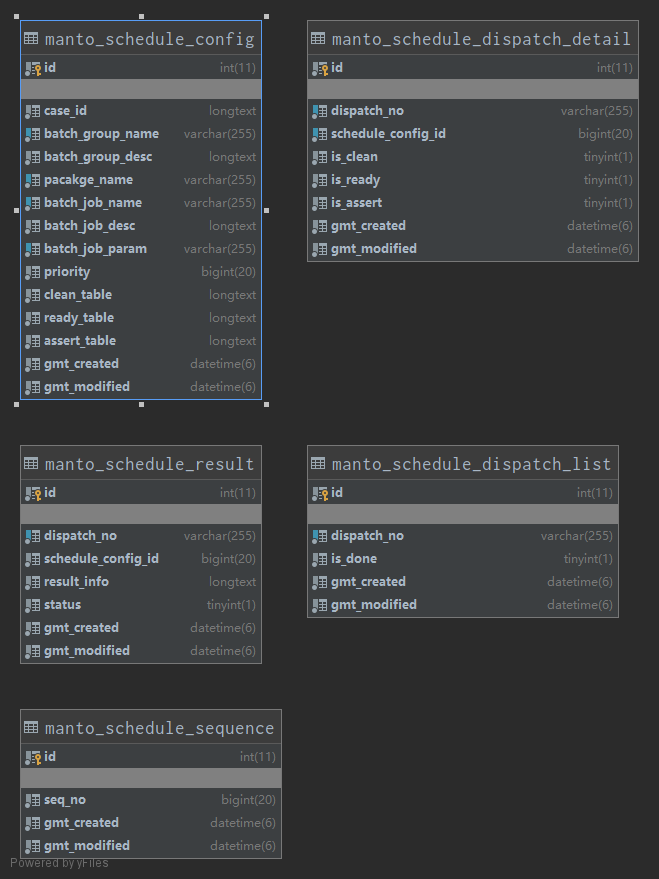 manto_schedule_config
id int(11)
case_id longtext
batch_group_name varchar(255)
batch_group_desc longtext
pacakge_name varchar(255)
batch_job_name varchar(255)
batch_job_desc longtext
batch_job_param varchar(255)
priority bigint(20)
clean_table longtext
ready_table longtext
assert_table longtext
gmt_created datetime(6)
gmt_modified datetime(6)
manto_schedule_dispatch_detail
id int(11)
dispatch_no varchar(255)
schedule_config_id bigint(20)
is_clean tinyint(1)
is_ready tinyint(1)
is_assert tinyint(1)
gmt_created datetime(6)
gmt_modified datetime(6)
manto_schedule_result
id int(11)
dispatch_no varchar(255)
schedule_config_id bigint(20)
result_info longtext
status tinyint(1)
gmt_created datetime(6)
gmt_modified datetime(6)
manto_schedule_dispatch_list
id int(11)
dispatch_no varchar(255)
is_done tinyint(1)
gmt_created datetime(6)
gmt_modified datetime(6)
manto_schedule_sequence
id int(11)
seq_no bigint(20)
gmt_created datetime(6)
gmt_modified datetime(6)
Powered by yFiles